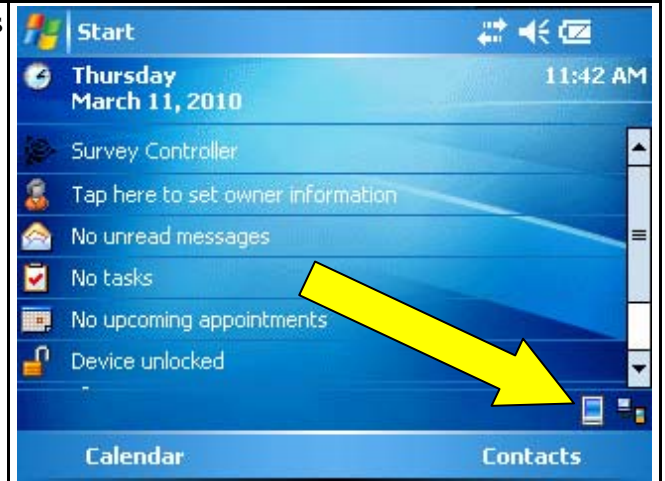 Start
Thursday 11:42 AM
March 11, 2010
Survey Controller
Tap here to set owner information
No unread messages
No tasks
No upcoming appointments
Device unlocked
Calendar Contacts